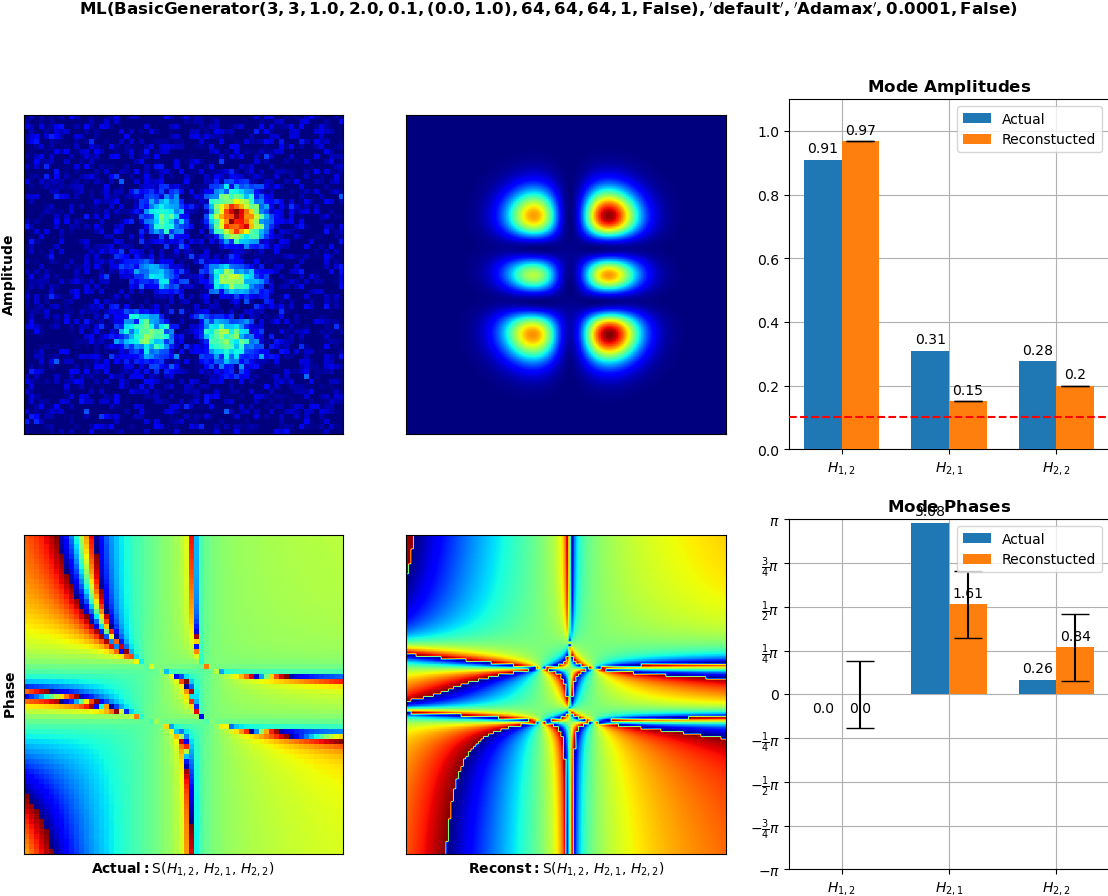 ML(BasicGenerator(3, 3, 1.0, 2.0, 0.1, (0.0, 1.0), 64, 64, 64, 1, False), ′default′, ′Adamax′, 0.0001, False)
Amplitude
Mode Amplitudes
Actual
Reconstucted
1.0
0.8
0.6
0.4
0.2
0.0
0.91
0.97
0.31
0.15
0.28
0.2
H1,2
H2,1
H2,2
Phase
Actual: S(H1,2, H2,1, H2,2)
Reconst: S(H1,2, H2,1, H2,2)
Mode Phases
Actual
Reconstucted
π
3/4π
1/2π
1/4π
0
−1/4π
−1/2π
−3/4π
−π
0.0
0.0
3.08
1.61
0.26
0.84
H1,2
H2,1
H2,2